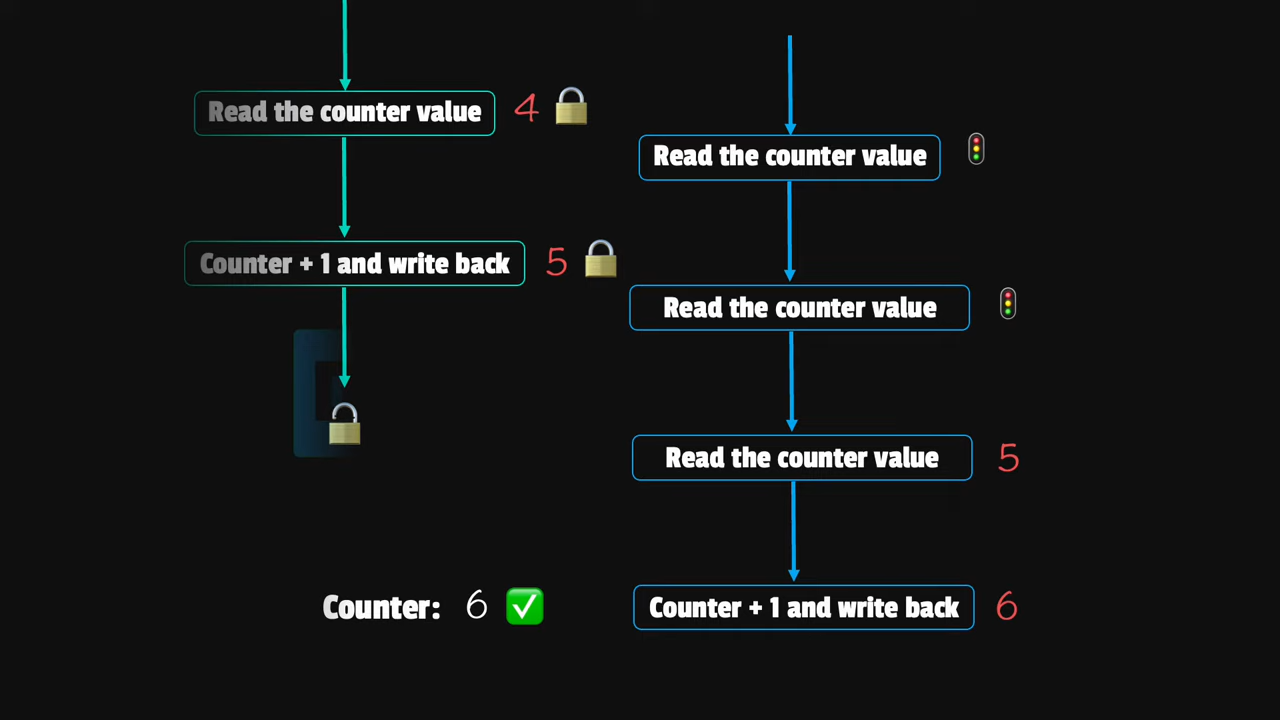 Read the counter value 4
Read the counter value
Counter + 1 and write back 5
Read the counter value
Read the counter value 5
Counter: 6
Counter + 1 and write back 6